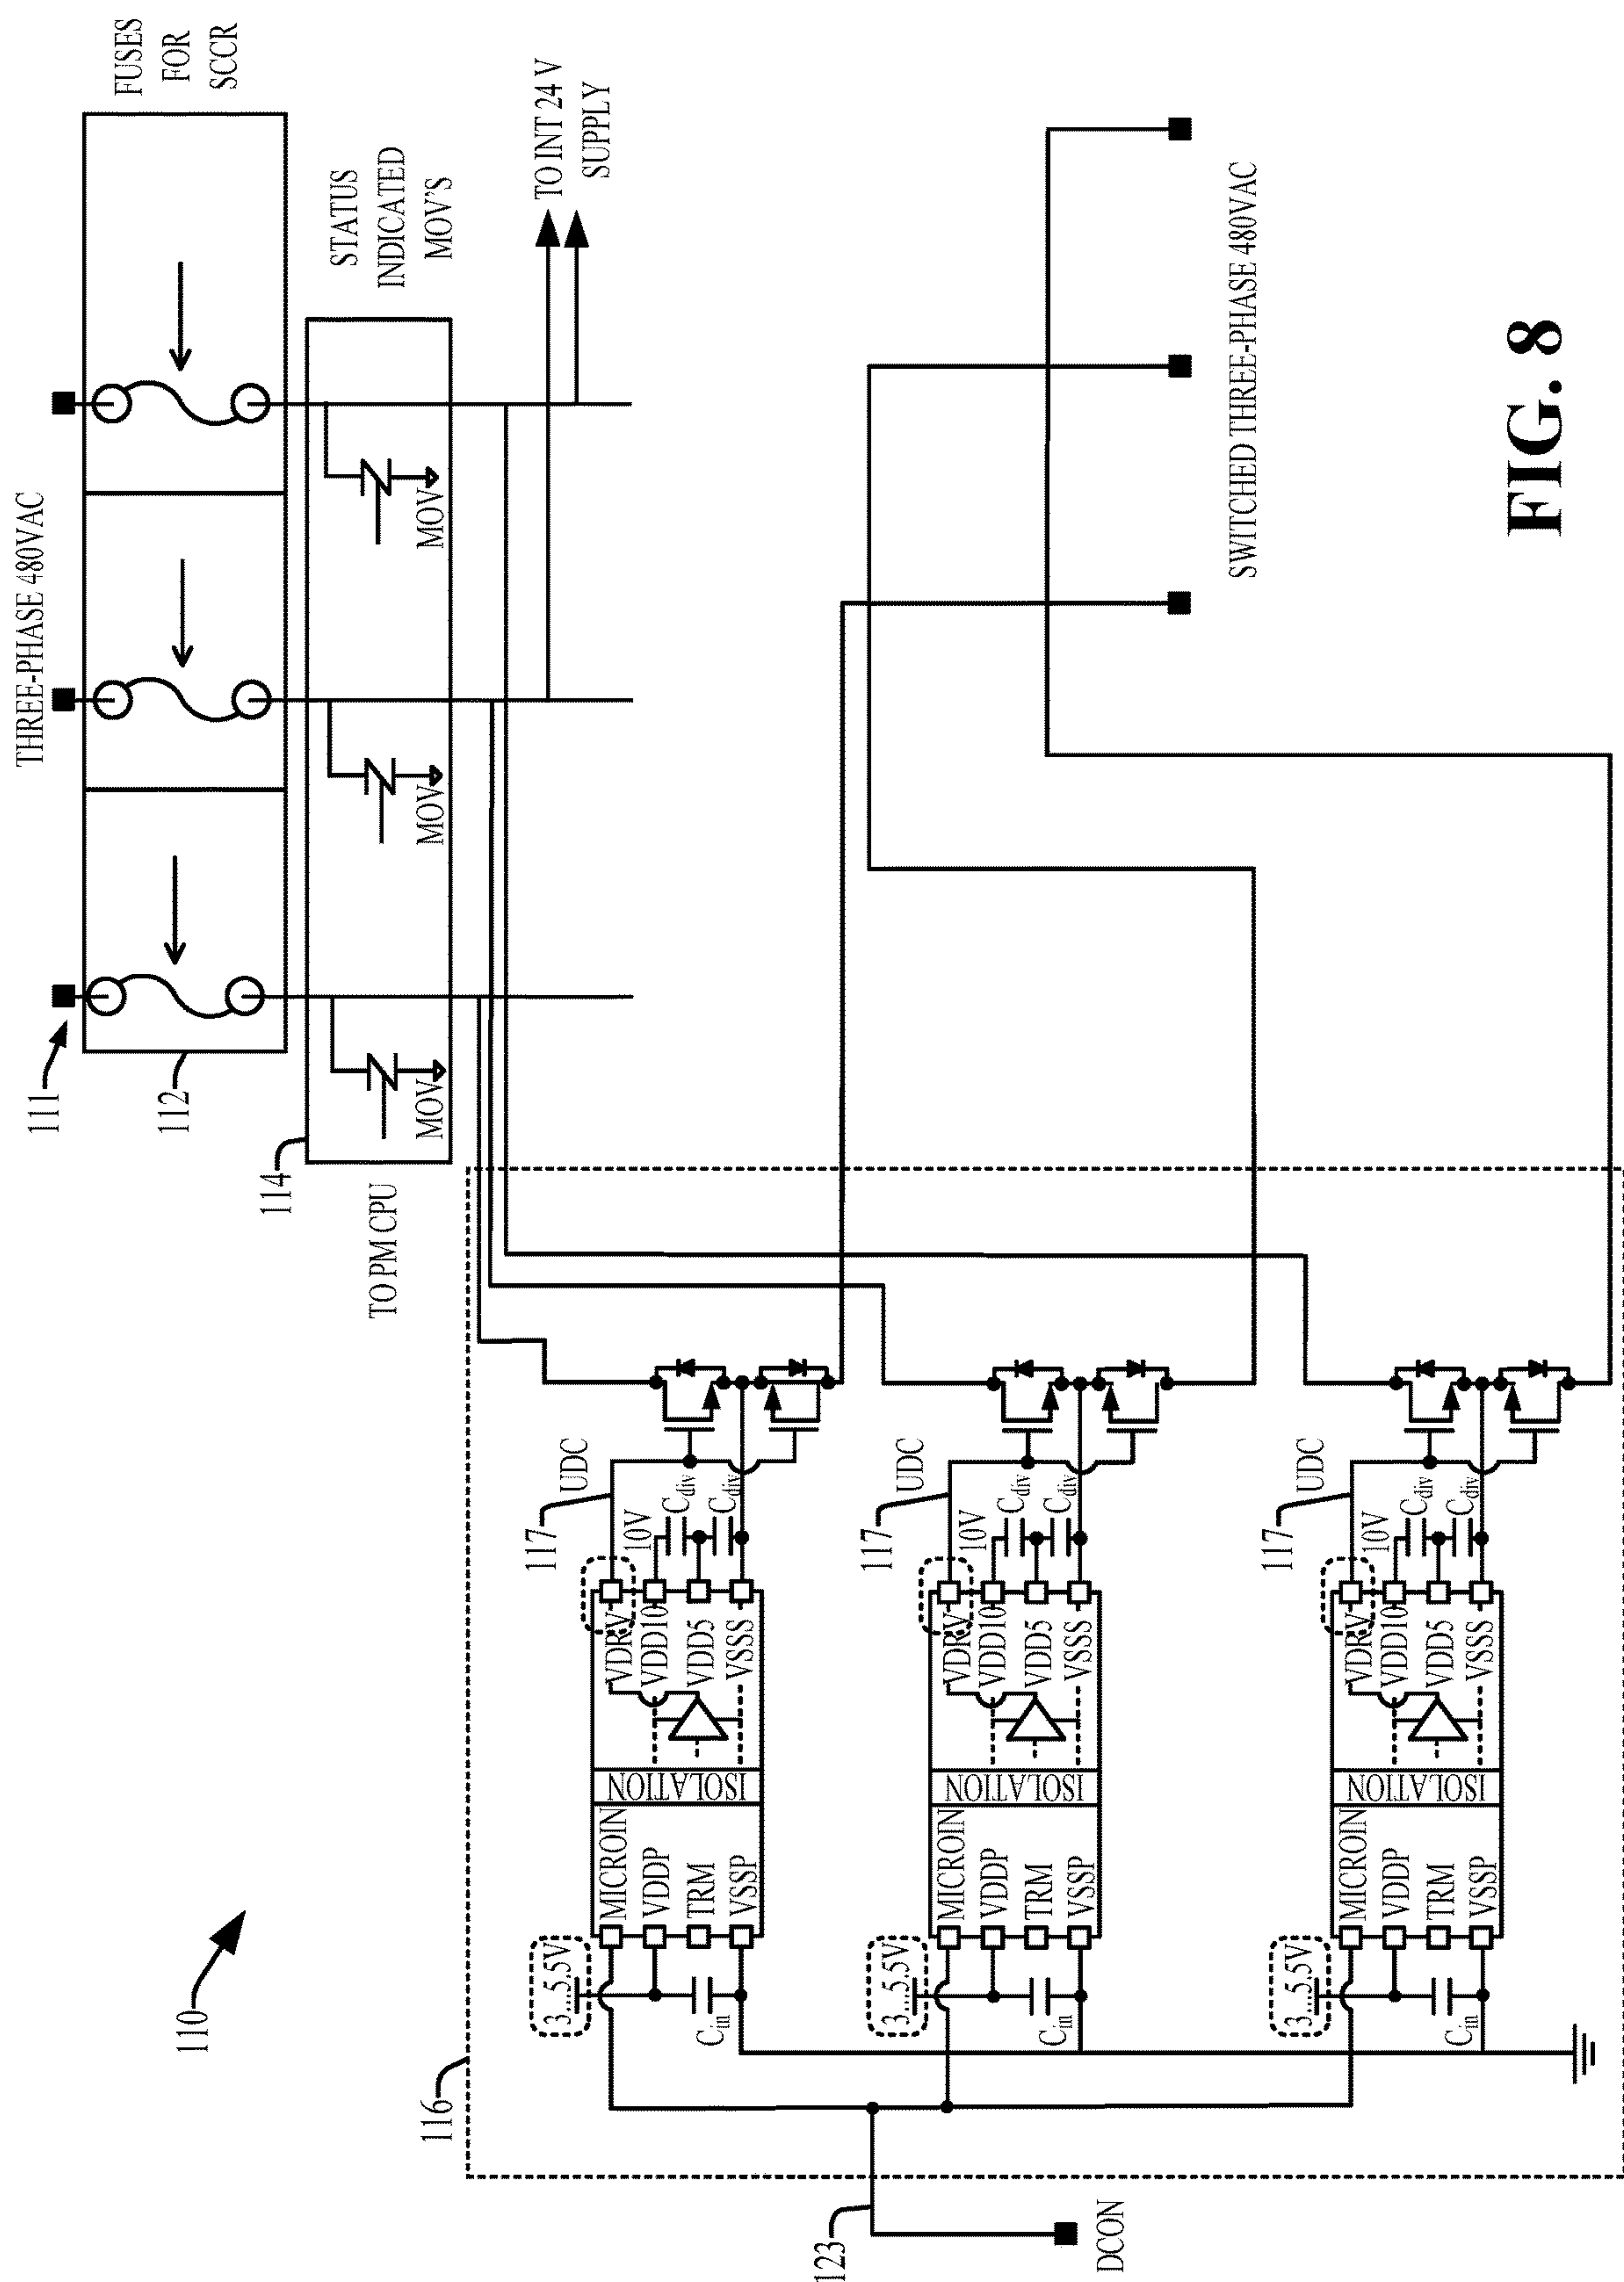 110
116
123
DCON
111
THREE-PHASE 480VAC
112
FUSES
FOR
SCCR
114
STATUS
INDICATED
MOV'S
MOV
MOV
MOV
TO PM CPU
TO INT 24 V
SUPPLY
3...5.5V
Cin
MICROIN
VDDP
TRM
VSSP
ISOLATION
VDRV
VDD10
VDD5
VSSS
117
UDC
10V
Cdiv
Cdiv
3...5.5V
Cin
MICROIN
VDDP
TRM
VSSP
ISOLATION
VDRV
VDD10
VDD5
VSSS
117
UDC
10V
Cdiv
Cdiv
3...5.5V
Cin
MICROIN
VDDP
TRM
VSSP
ISOLATION
VDRV
VDD10
VDD5
VSSS
117
UDC
10V
Cdiv
Cdiv
SWITCHED THREE-PHASE 480VAC
FIG. 8